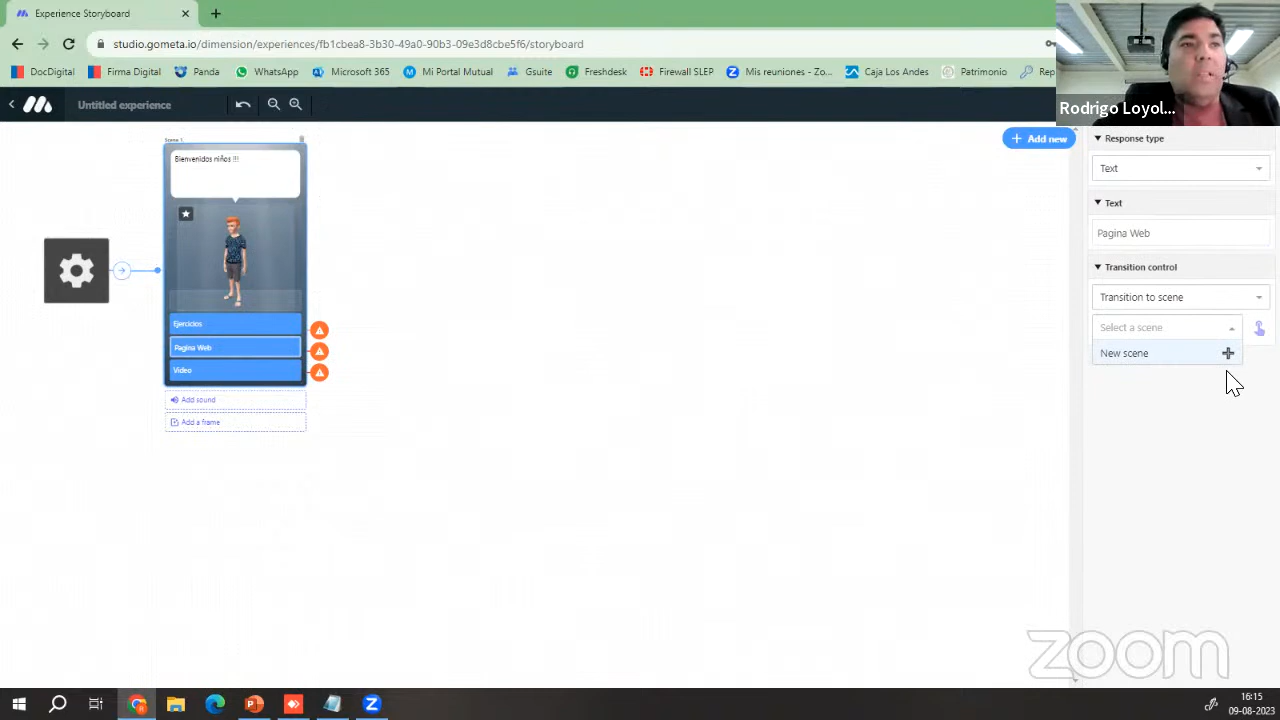 Experience Storyboard
studio.gometa.io/dimension/experiences/fb1cbea8-3b30-49a0-9803-09e3d8cbe5f6/storyboard
DocDigital
Firma Digital
Panda
WhatsApp
Microsoft 365
Mi Portal Mutual
Gsuite
Freshdesk
Firewall SLEP
Mis reuniones - Zo...
Caja Los Andes
Patrimonio
Rep
Rodrigo Loyol...
Untitled experience
Scene 1
Bienvenidos niños !!!
Ejercicios
Pagina Web
Video
Add sound
Add a frame
Add new
Response type
Text
Text
Pagina Web
Transition control
Transition to scene
Select a scene
New scene
zoom
16:15
09-08-2023